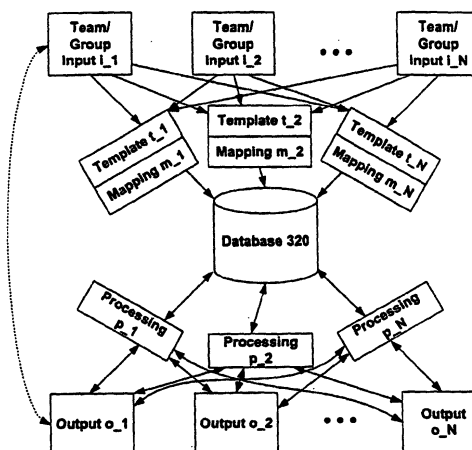 Team/
Group
Input i_1
Team/
Group
Input i_2
Team/
Group
Input i_N
Template t_1
Mapping m_1
Template t_2
Mapping m_2
Template t_N
Mapping m_N
Database 320
Processing
p_1
Processing
p_2
Processing
p_N
Output o_1
Output o_2
Output
o_N